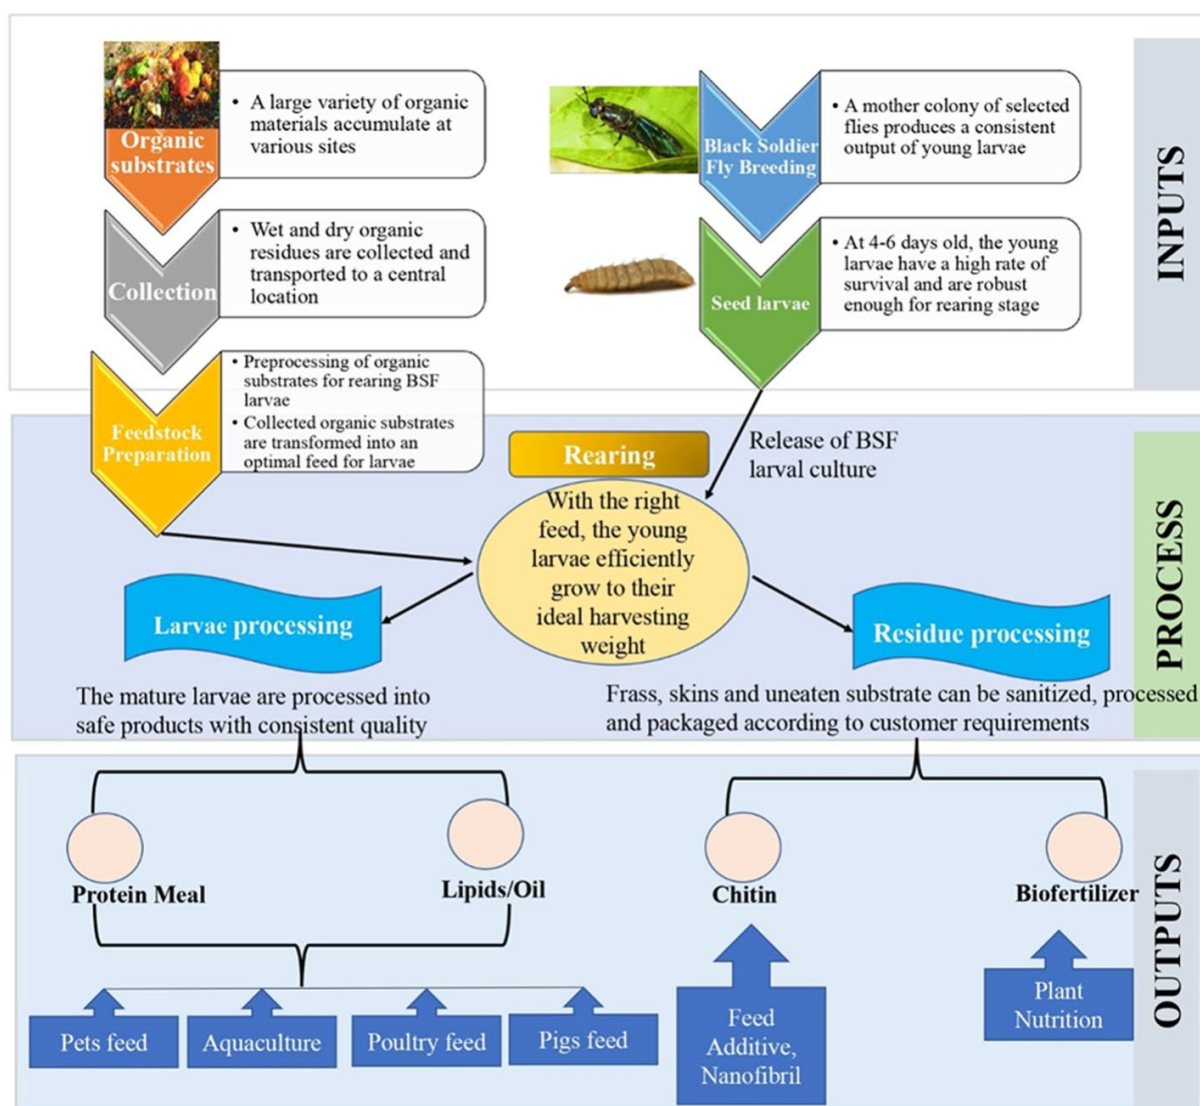 Organic
substrates
• A large variety of organic
materials accumulate at
various sites
Collection
• Wet and dry organic
residues are collected and
transported to a central
location
Feedstock
Preparation
• Preprocessing of organic
substrates for rearing BSF
larvae
• Collected organic substrates
are transformed into an
optimal feed for larvae
Black Soldier
Fly Breeding
• A mother colony of selected
flies produces a consistent
output of young larvae
Seed larvae
• At 4-6 days old, the young
larvae have a high rate of
survival and are robust
enough for rearing stage
INPUTS
Release of BSF
larval culture
Rearing
With the right
feed, the young
larvae efficiently
grow to their
ideal harvesting
weight
Larvae processing
The mature larvae are processed into
safe products with consistent quality
Residue processing
Frass, skins and uneaten substrate can be sanitized, processed
and packaged according to customer requirements
PROCESS
Protein Meal
Lipids/Oil
Chitin
Biofertilizer
Pets feed
Aquaculture
Poultry feed
Pigs feed
Feed
Additive,
Nanofibril
Plant
Nutrition
OUTPUTS